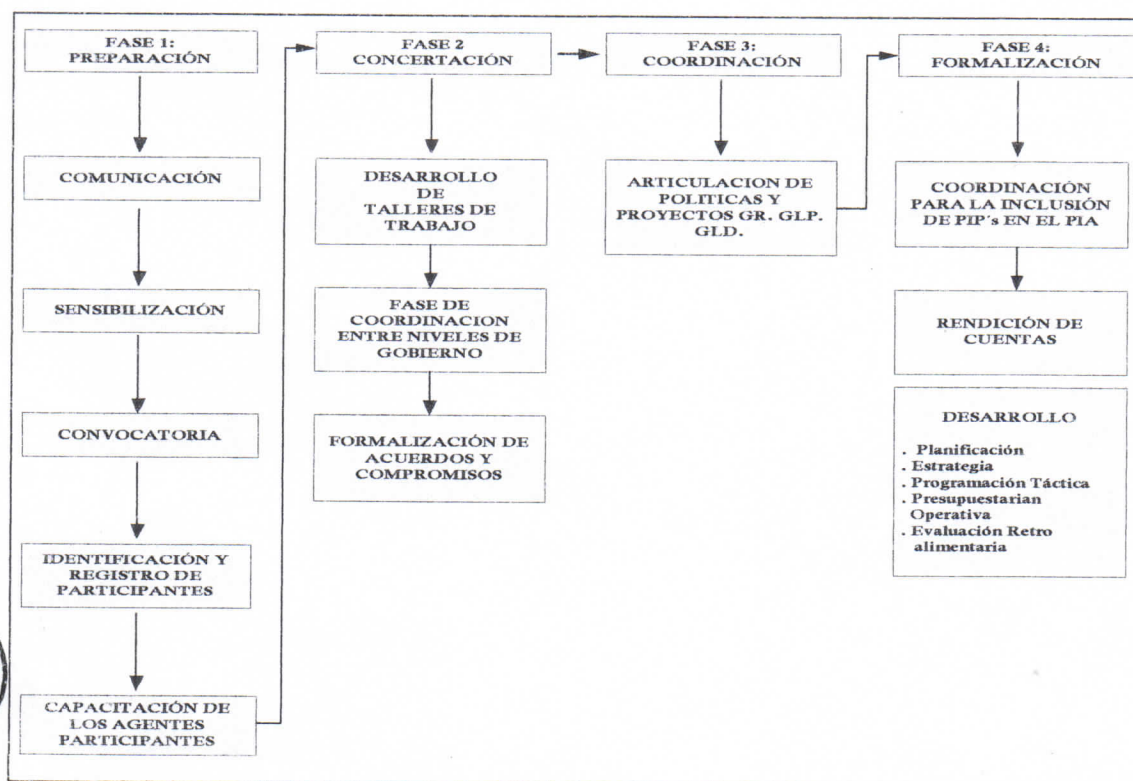 FASE 1:
PREPARACIÓN
COMUNICACIÓN
SENSIBILIZACIÓN
CONVOCATORIA
IDENTIFICACIÓN Y
REGISTRO DE
PARTICIPANTES
CAPACITACIÓN DE
LOS AGENTES
PARTICIPANTES
FASE 2
CONCERTACIÓN
DESARROLLO
DE
TALLERES DE
TRABAJO
FASE DE
COORDINACION
ENTRE NIVELES DE
GOBIERNO
FORMALIZACIÓN DE
ACUERDOS Y
COMPROMISOS
FASE 3:
COORDINACIÓN
ARTICULACION DE
POLITICAS Y
PROYECTOS GR. GLP.
GLD.
FASE 4:
FORMALIZACIÓN
COORDINACIÓN
PARA LA INCLUSIÓN
DE PIP´s EN EL PIA
RENDICIÓN DE
CUENTAS
DESARROLLO
. Planificación
. Estrategia
. Programación Táctica
. Presupuestarian
Operativa
. Evaluación Retro
alimentaria